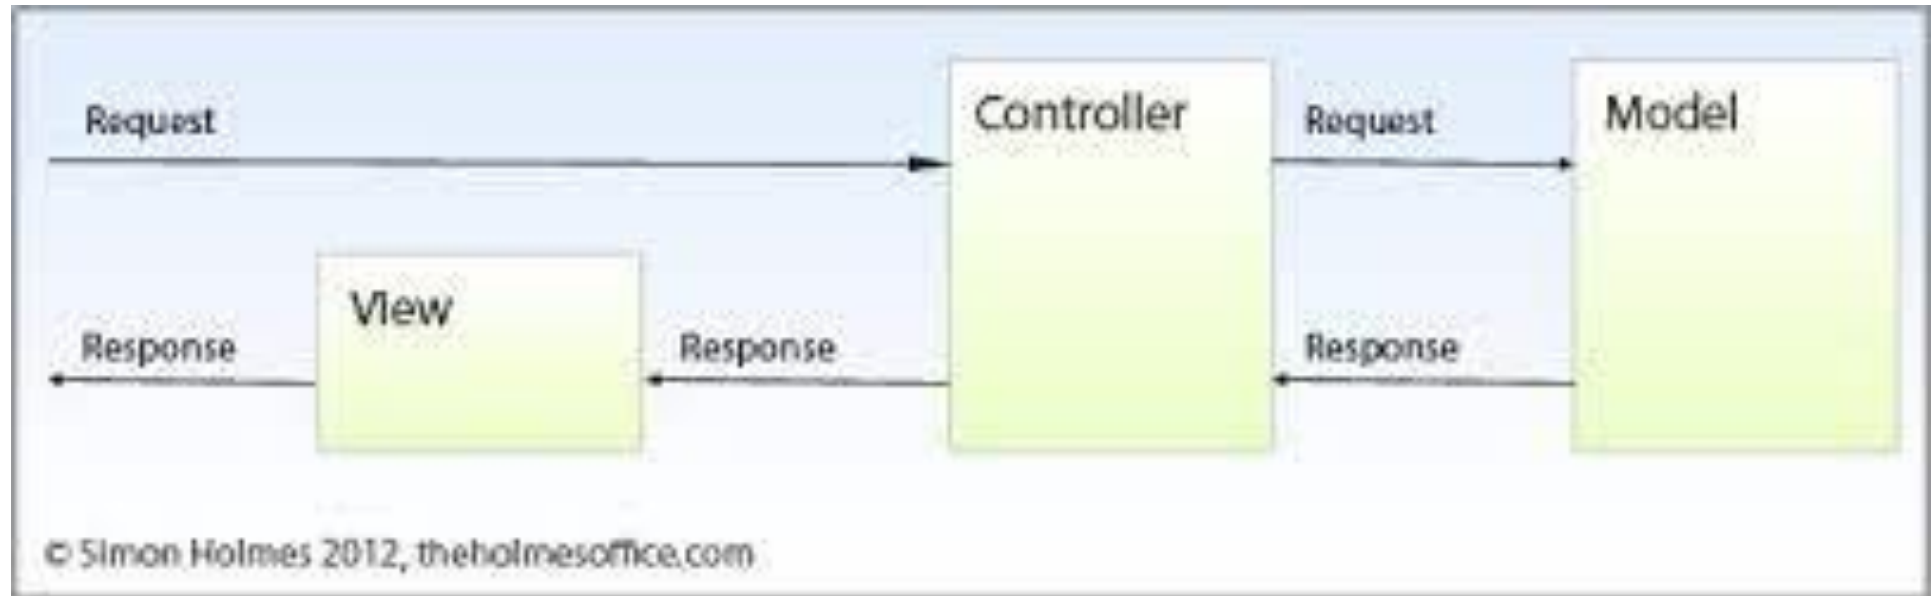 Request
Controller
Request
Model
View
Response
Response
Response
© Simon Holmes 2012, theholmesoffice.com